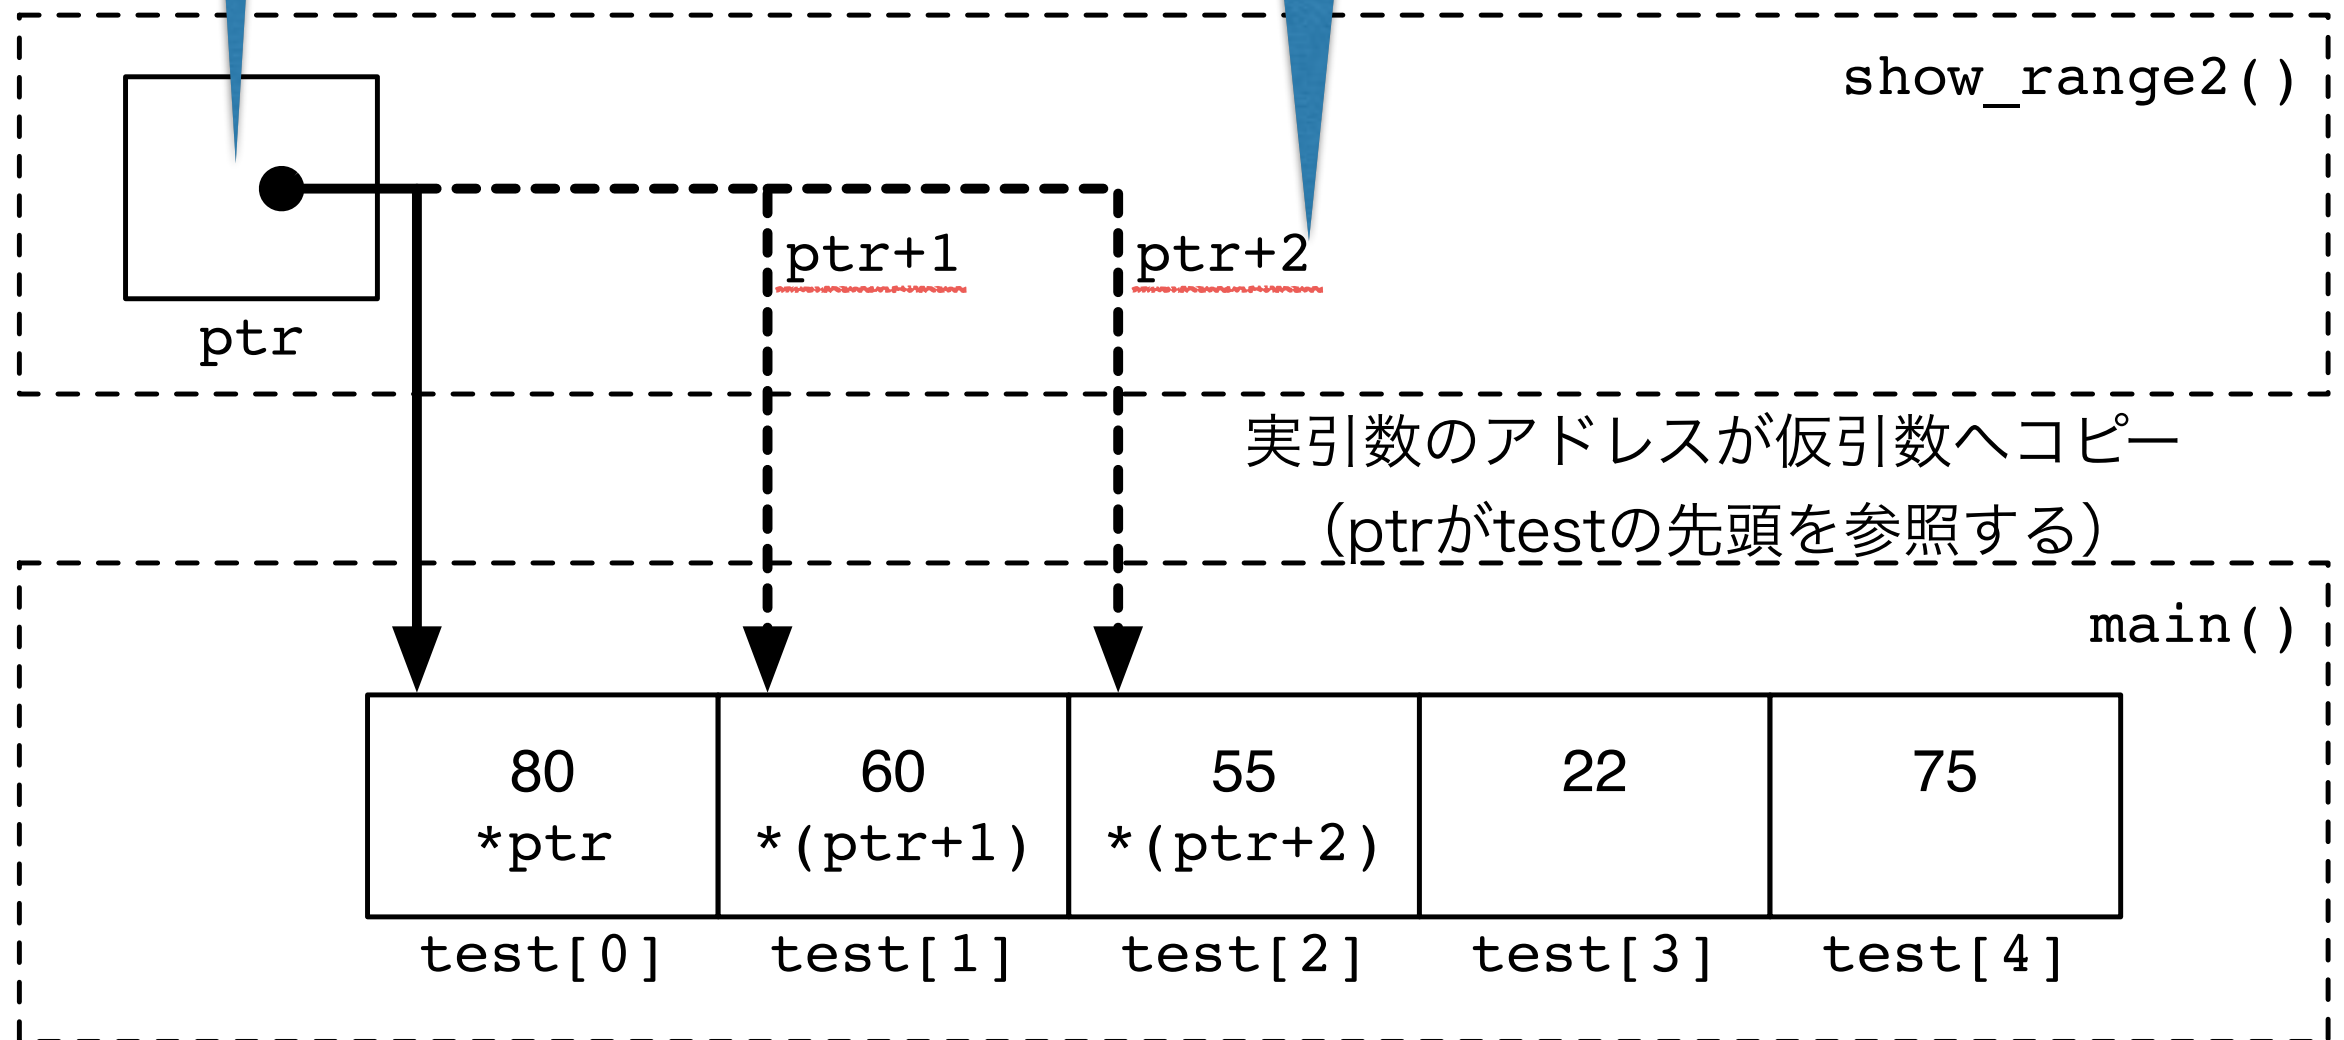 show_range2()
ptr+1
ptr+2
ptr
実引数のアドレスが仮引数へコピー
（ptrがtestの先頭を参照する）
main()
80 60 55 22 75
*ptr *(ptr+1) *(ptr+2)
test[0] test[1] test[2] test[3] test[4]